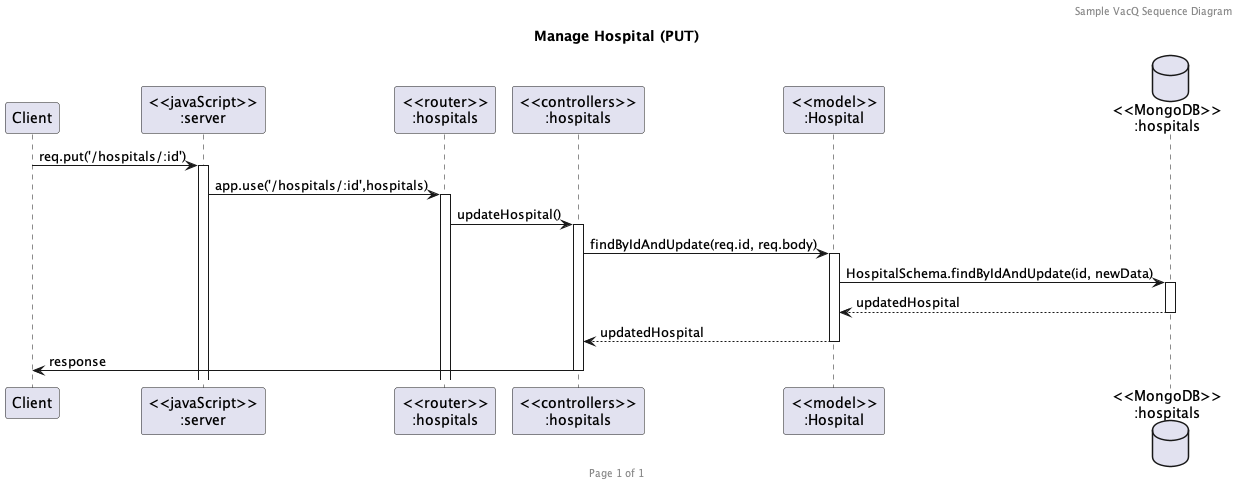 Sample VacQ Sequence Diagram
Manage Hospital (PUT)
Client
<<javaScript>>
:server
<<router>>
:hospitals
<<controllers>>
:hospitals
<<model>>
:Hospital
<<MongoDB>>
:hospitals
req.put('/hospitals/:id')
app.use('/hospitals/:id',hospitals)
updateHospital()
findByIdAndUpdate(req.id, req.body)
HospitalSchema.findByIdAndUpdate(id, newData)
updatedHospital
updatedHospital
response
Client
<<javaScript>>
:server
<<router>>
:hospitals
<<controllers>>
:hospitals
<<model>>
:Hospital
<<MongoDB>>
:hospitals
Page 1 of 1